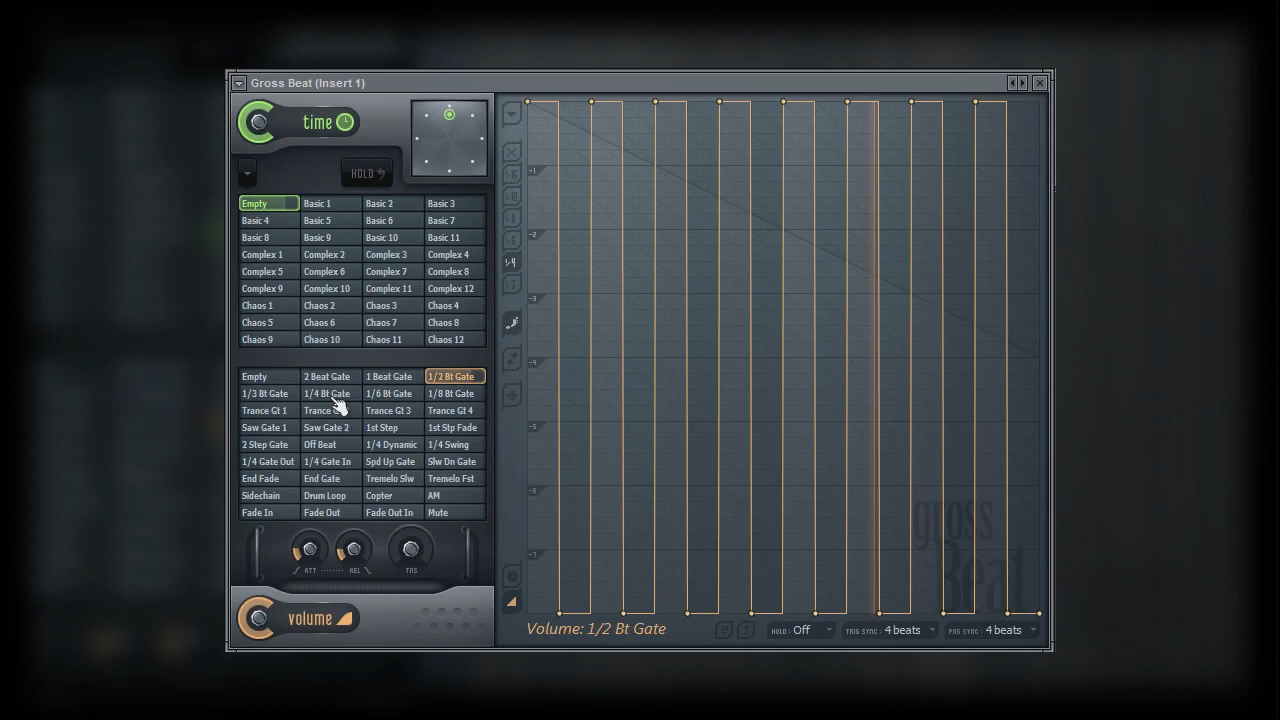 Gross Beat (Insert 1)
time
HOLD
Empty Basic 1 Basic 2 Basic 3
Basic 4 Basic 5 Basic 6 Basic 7
Basic 8 Basic 9 Basic 10 Basic 11
Complex 1 Complex 2 Complex 3 Complex 4
Complex 5 Complex 6 Complex 7 Complex 8
Complex 9 Complex 10 Complex 11 Complex 12
Chaos 1 Chaos 2 Chaos 3 Chaos 4
Chaos 5 Chaos 6 Chaos 7 Chaos 8
Chaos 9 Chaos 10 Chaos 11 Chaos 12
Empty 2 Beat Gate 1 Beat Gate 1/2 Bt Gate
1/3 Bt Gate 1/4 Bt Gate 1/6 Bt Gate 1/8 Bt Gate
Trance Gt 1 Trance Trance Gt 3 Trance Gt 4
Saw Gate 1 Saw Gate 2 1st Step 1st Stp Fade
2 Step Gate Off Beat 1/4 Dynamic 1/4 Swing
1/4 Gate Out 1/4 Gate In Spd Up Gate Slw Dn Gate
End Fade End Gate Tremelo Slw Tremelo Fst
Sidechain Drum Loop Copter AM
Fade In Fade Out Fade Out In Mute
ATT REL TNS
volume
-1
-2
-3
-4
-5
-6
-7
gross
Beat
Volume: 1/2 Bt Gate
HOLD: Off TRIG SYNC: 4 beats POS SYNC: 4 beats